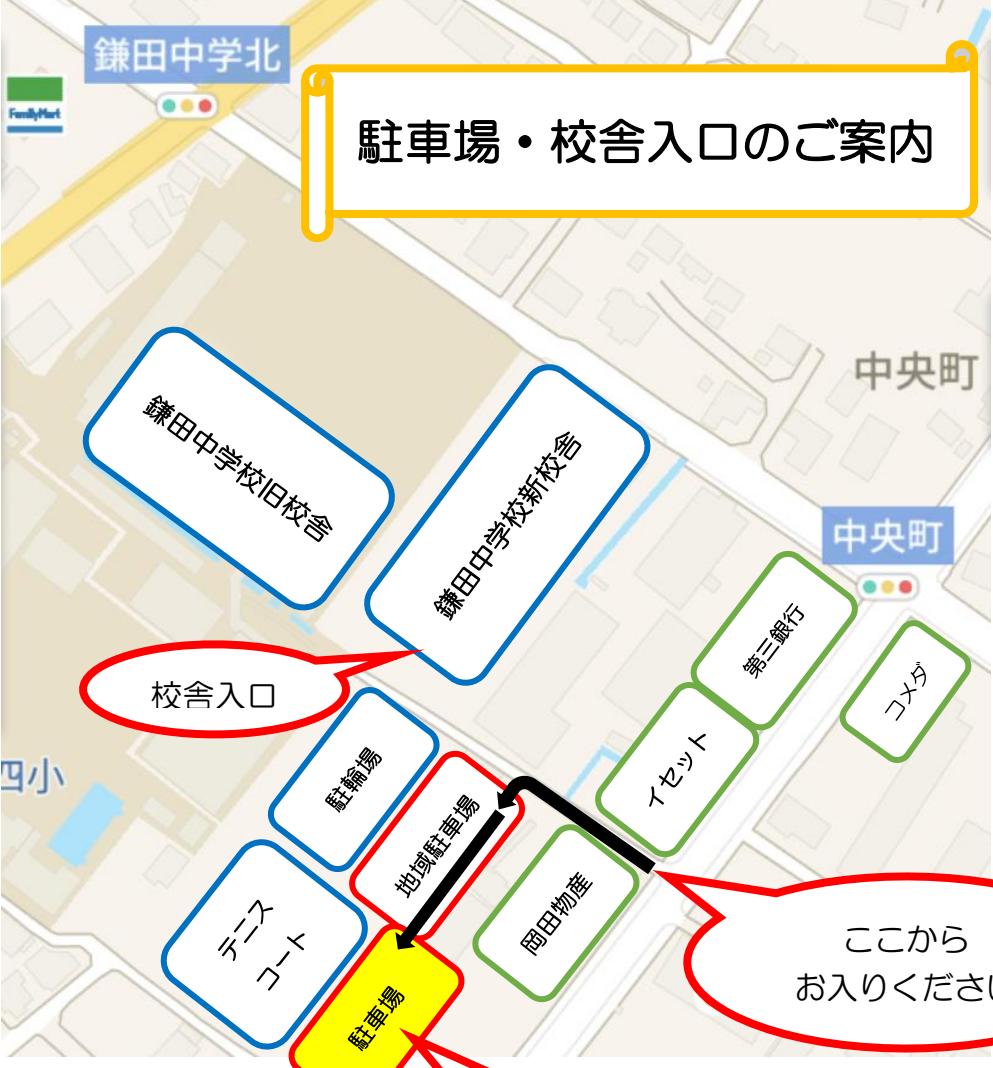 鎌田中学北
FamilyMart
駐車場・校舎入口のご案内
中央町
鎌田中学校旧校舎
鎌田中学校新校舎
中央町
第三銀行
コメダ
校舎入口
イセット
四小
駐輪場
地域駐車場
岡田物産
テニス
コート
ここから
お入りくださ
駐車場